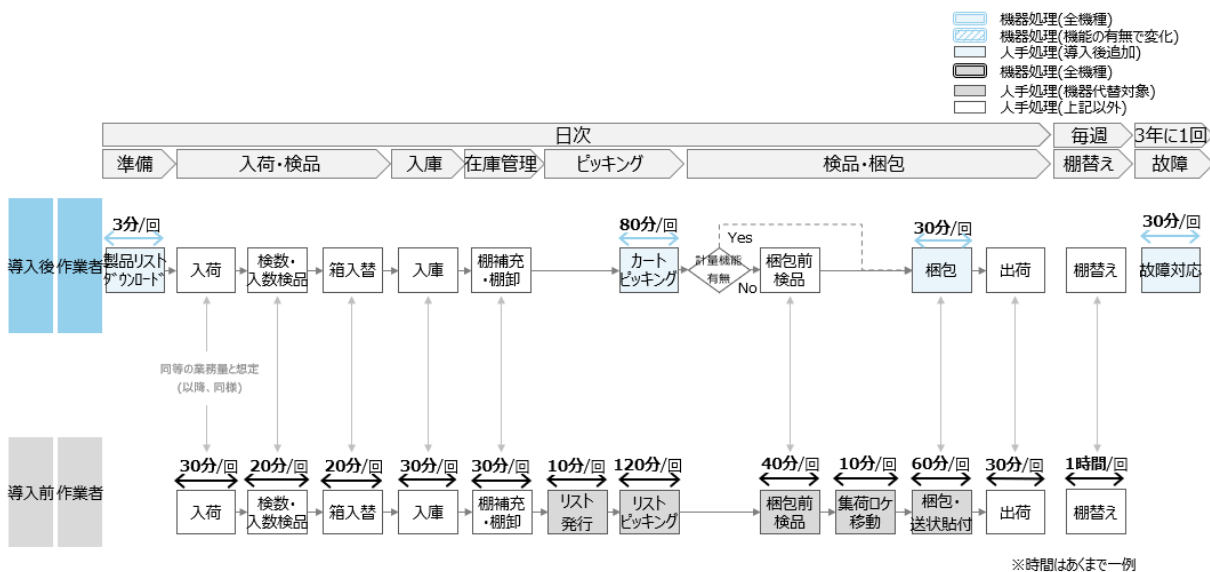 機器処理(全機種)
機器処理(機能の有無で変化)
人手処理(導入後追加)
機器処理(全機種)
人手処理(機器代替対象)
人手処理(上記以外)
日次
毎週
3年に1回
準備
入荷・検品
入庫
在庫管理
ピッキング
検品・梱包
棚替え
故障
導入後
作業者
3分/回
80分/回
30分/回
30分/回
製品リスト
ダウンロード
入荷
検数・
入数検品
箱入替
入庫
棚補充
・棚卸
カート
ピッキング
計量機能
有無
Yes
No
梱包前
検品
梱包
出荷
棚替え
故障対応
同等の業務量と想定
(以降、同様)
導入前
作業者
30分/回
20分/回
20分/回
30分/回
30分/回
10分/回
120分/回
40分/回
10分/回
60分/回
30分/回
1時間/回
入荷
検数・
入数検品
箱入替
入庫
棚補充
・棚卸
リスト
発行
リスト
ピッキング
梱包前
検品
集荷ロケ
移動
梱包・
送状貼付
出荷
棚替え
※時間はあくまで一例